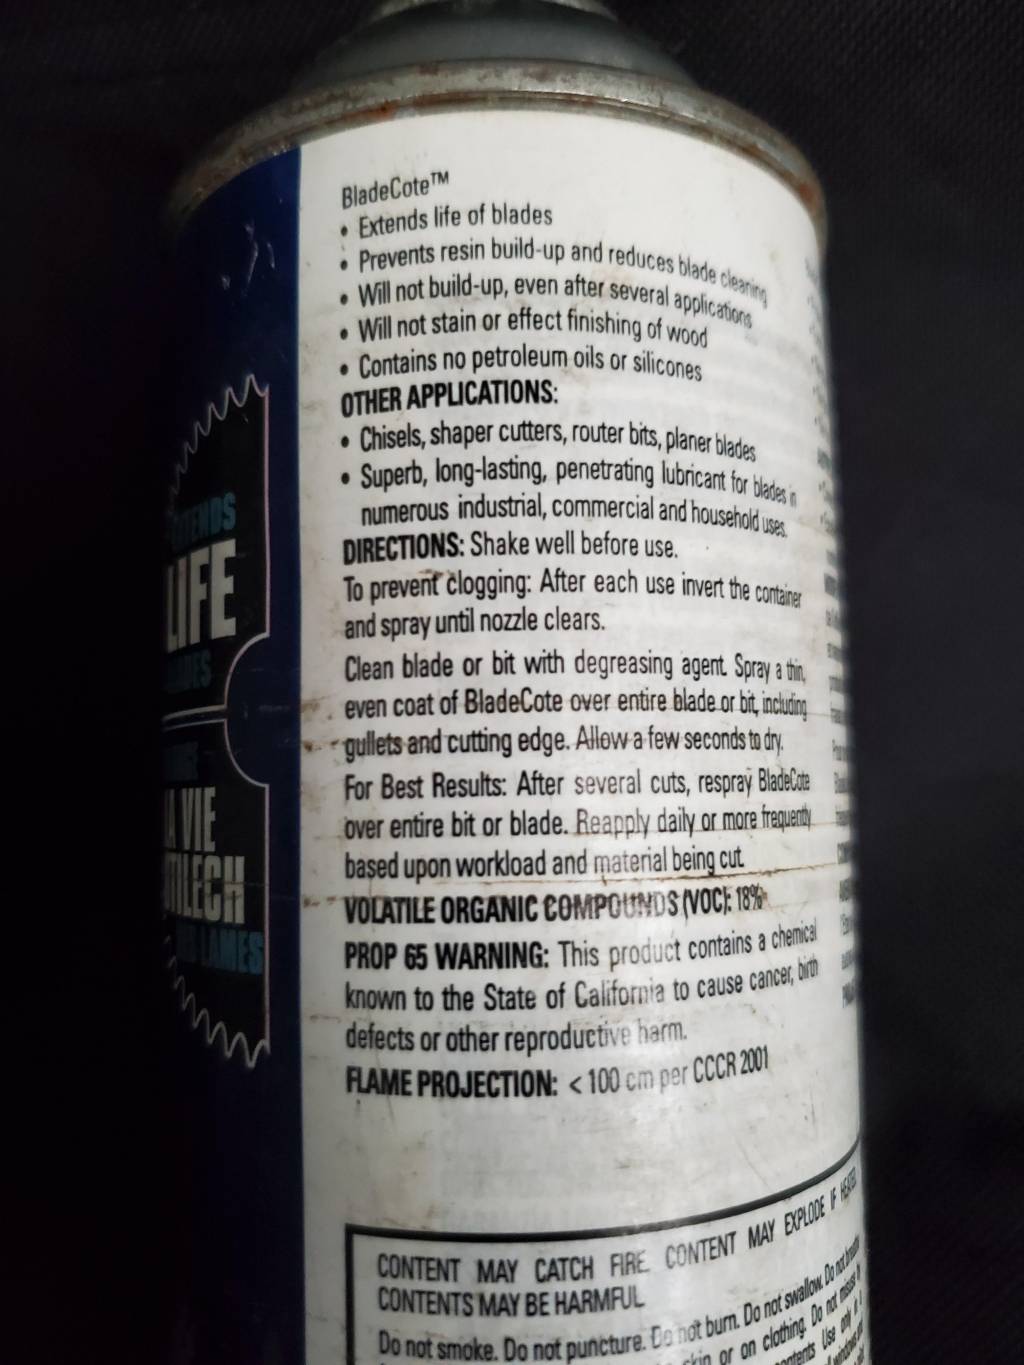 BladeCote™
• Extends life of blades
• Prevents resin build-up and reduces blade cleaning
• Will not build-up, even after several applications
• Will not stain or effect finishing of wood
• Contains no petroleum oils or silicones
OTHER APPLICATIONS:
• Chisels, shaper cutters, router bits, planer blades
• Superb, long-lasting, penetrating lubricant for blades in
numerous industrial, commercial and household uses.
DIRECTIONS: Shake well before use.
To prevent clogging: After each use invert the container
and spray until nozzle clears.
Clean blade or bit with degreasing agent. Spray a thin,
even coat of BladeCote over entire blade or bit, including
gullets and cutting edge. Allow a few seconds to dry.
For Best Results: After several cuts, respray BladeCote
over entire bit or blade. Reapply daily or more frequently
based upon workload and material being cut.
VOLATILE ORGANIC COMPOUNDS (VOC): 18%
PROP 65 WARNING: This product contains a chemical
known to the State of California to cause cancer, birth
defects or other reproductive harm.
FLAME PROJECTION: < 100 cm per CCCR 2001
CONTENT MAY CATCH FIRE. CONTENT MAY EXPLODE IF HEATED.
CONTENTS MAY BE HARMFUL
Do not smoke. Do not puncture. Do not burn. Do not swallow. Do not breathe
skin or on clothing. Do not misuse
Use only
LIFE
LA VIE
LAMES